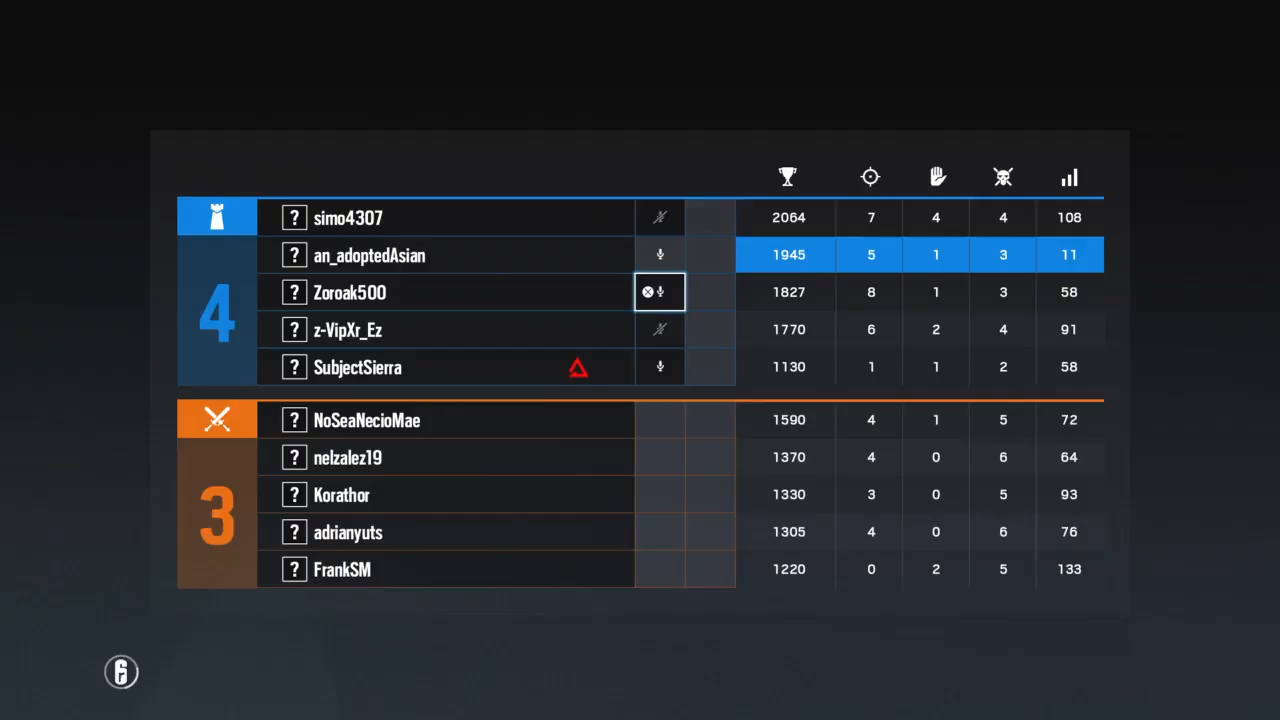 ? simo4307 2064 7 4 4 108
? an_adoptedAsian 1945 5 1 3 11
4
? Zoroak500 1827 8 1 3 58
? z-VipXr_Ez 1770 6 2 4 91
? SubjectSierra 1130 1 1 2 58
? NoSeaNecioMae 1590 4 1 5 72
? nelzalez19 1370 4 0 6 64
? Korathor 1330 3 0 5 93
3
? adrianyuts 1305 4 0 6 76
? FrankSM 1220 0 2 5 133
6